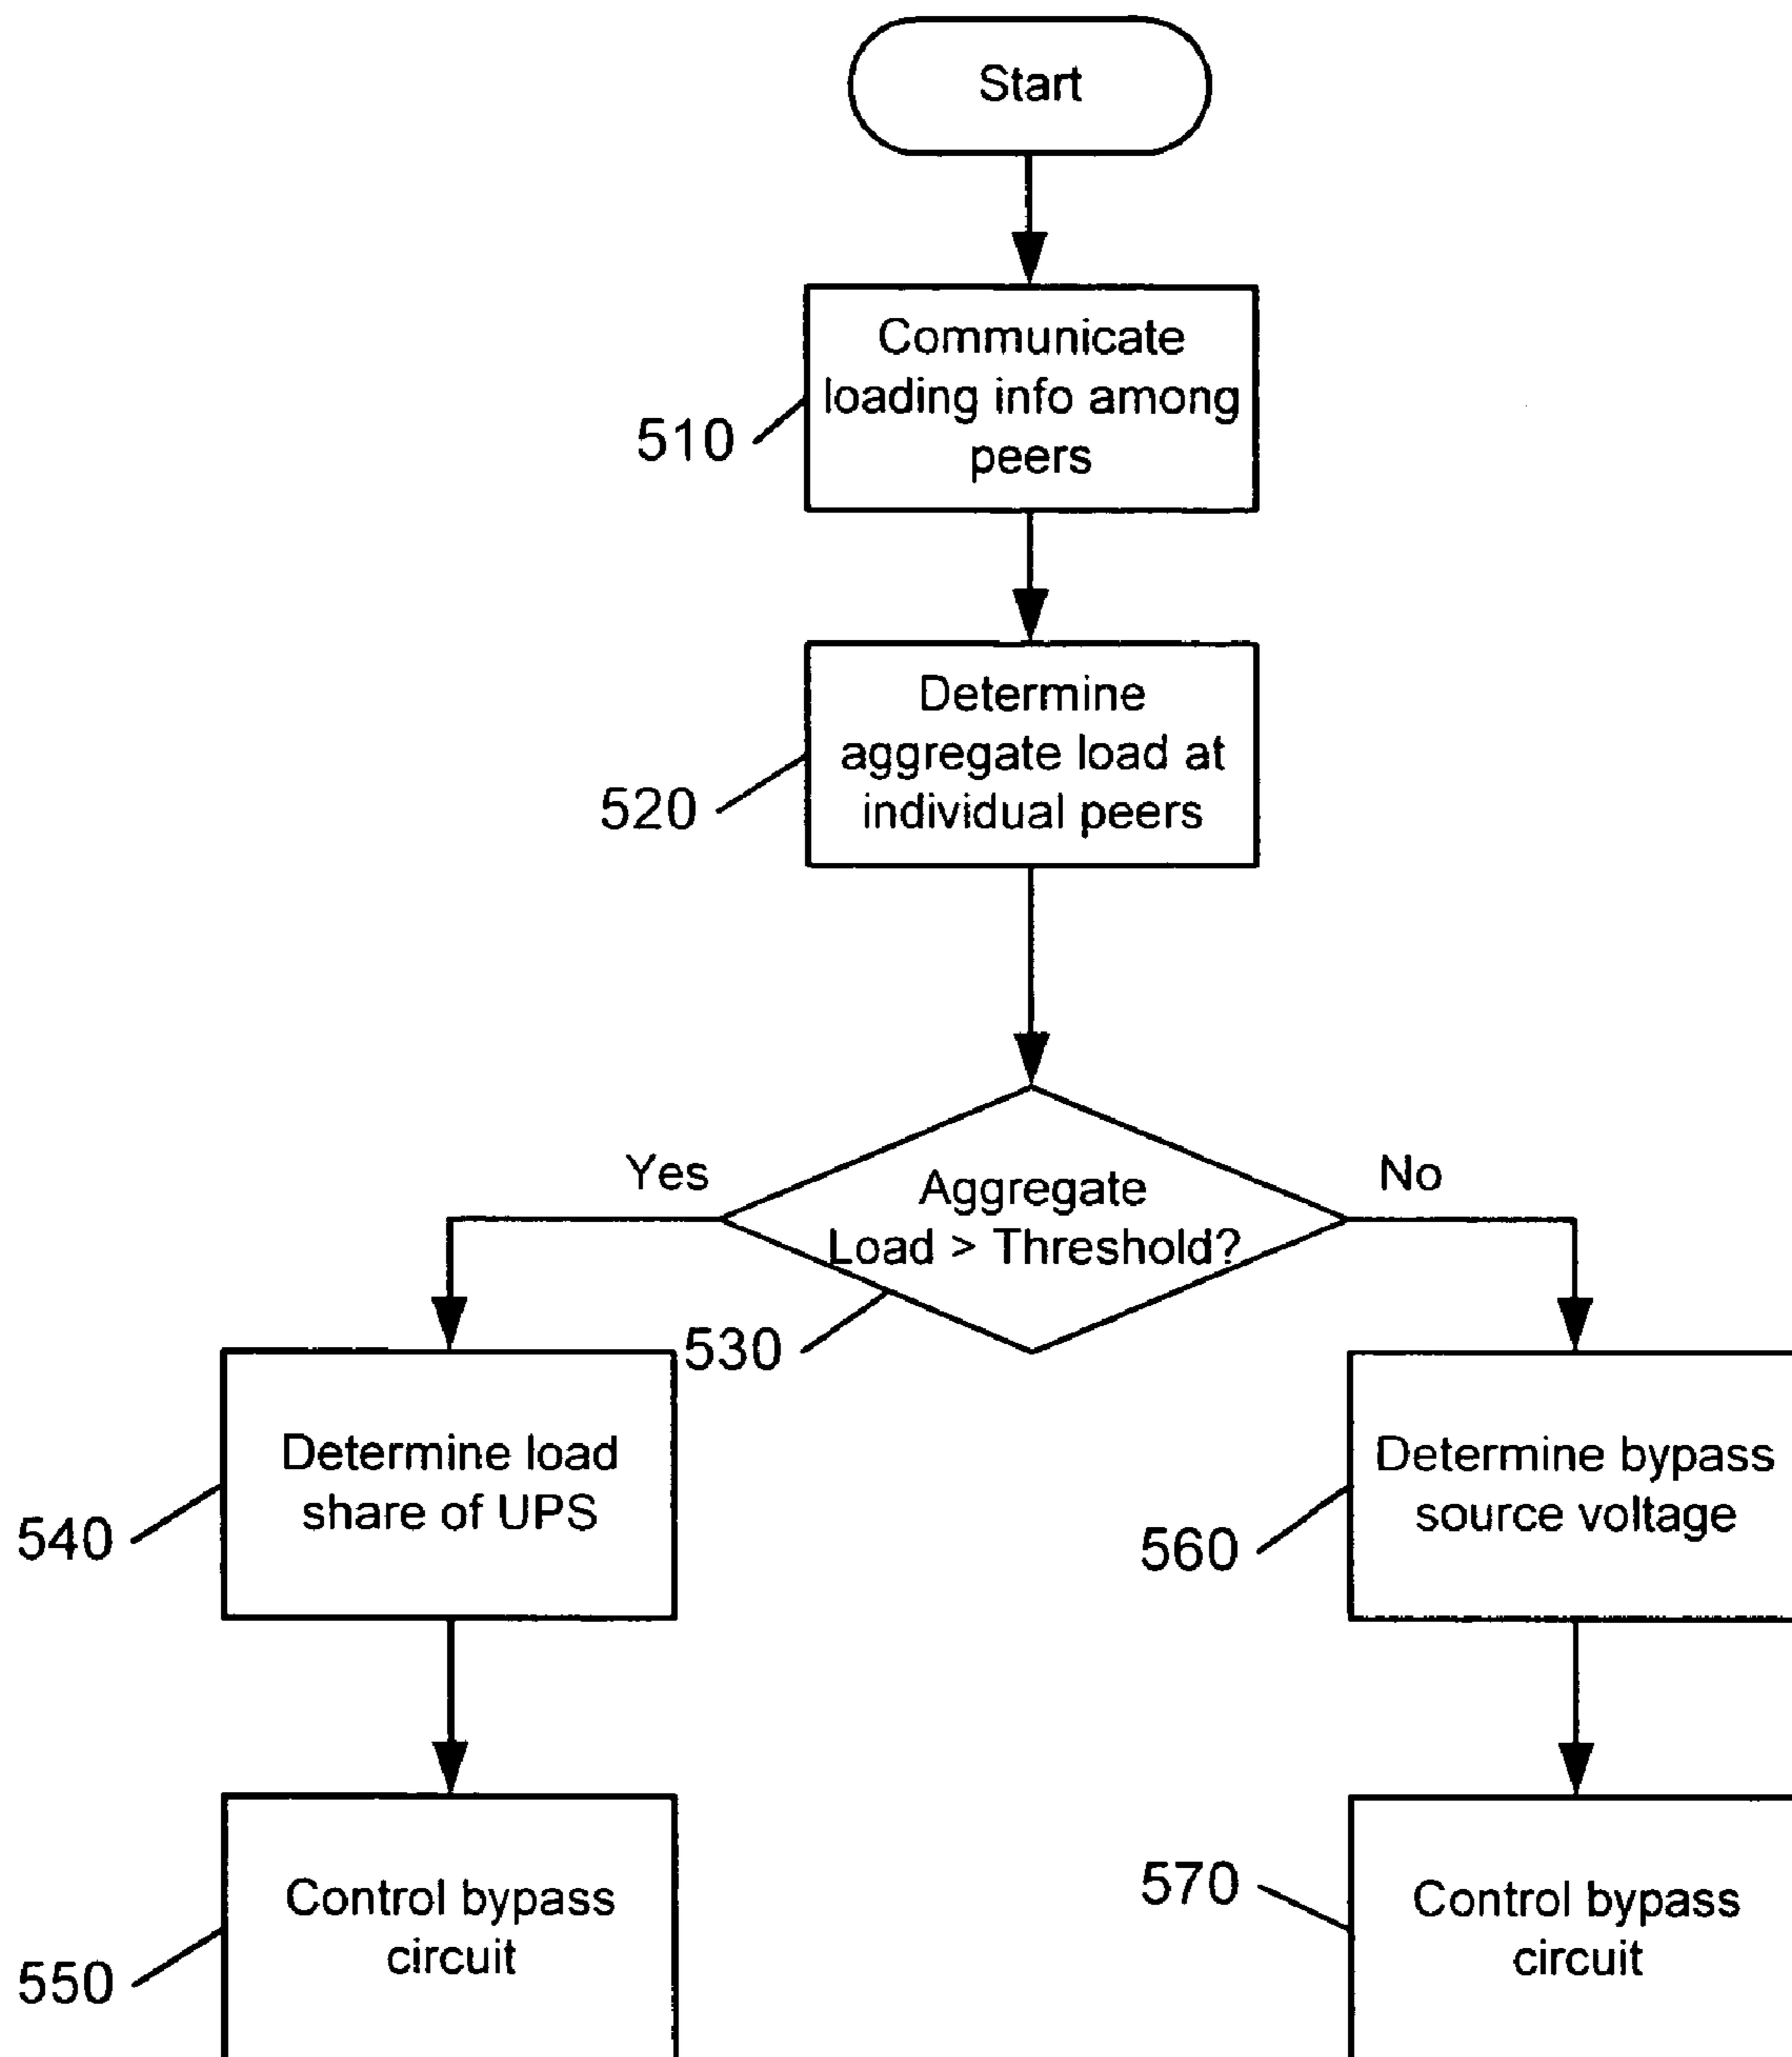 Start
Communicate
loading info among
peers
510
Determine
aggregate load at
individual peers
520
Yes
No
Aggregate
Load > Threshold?
530
Determine load
share of UPS
540
Determine bypass
source voltage
560
Control bypass
circuit
550
Control bypass
circuit
570